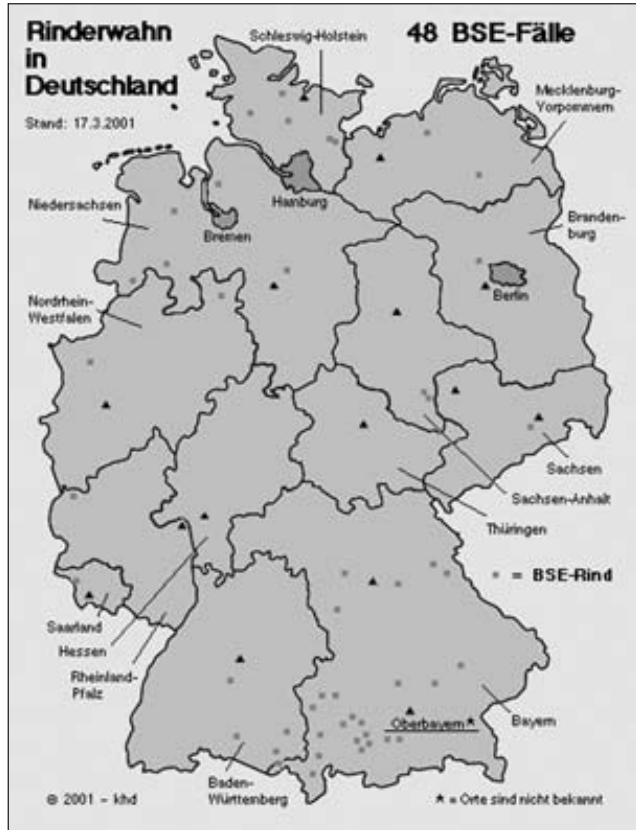 Rinderwahn
in
Deutschland
Stand: 17.3.2001
48 BSE-Fälle
Schleswig-Holstein
Mecklenburg-
Vorpommern
Niedersachsen
Hamburg
Bremen
Branden-
burg
Berlin
Nordrhein-
Westfalen
Sachsen
Sachsen-Anhalt
Thüringen
= BSE-Rind
Saarland
Hessen
Rheinland-
Pfalz
Oberbayern
Bayern
Baden-
Württemberg
© 2001 - khd
* = Orte sind nicht bekannt